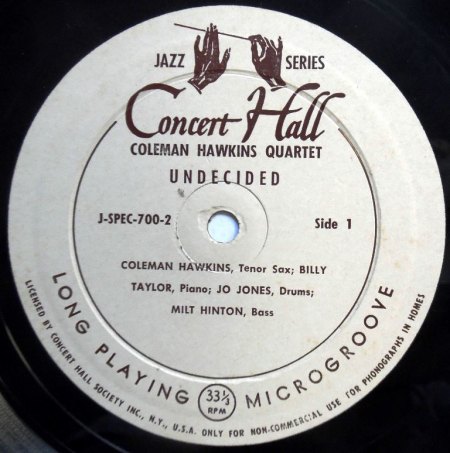 JAZZ SERIES
Concert Hall
COLEMAN HAWKINS QUARTET
UNDECIDED
J-SPEC-700-2 Side 1
COLEMAN HAWKINS, Tenor Sax; BILLY
TAYLOR, Piano; JO JONES, Drums;
MILT HINTON, Bass
LONG PLAYING 33⅓ RPM MICROGROOVE
LICENSED BY CONCERT HALL SOCIETY INC., N.Y., U.S.A. ONLY FOR NON-COMMERCIAL USE FOR PHONOGRAPHS IN HOMES